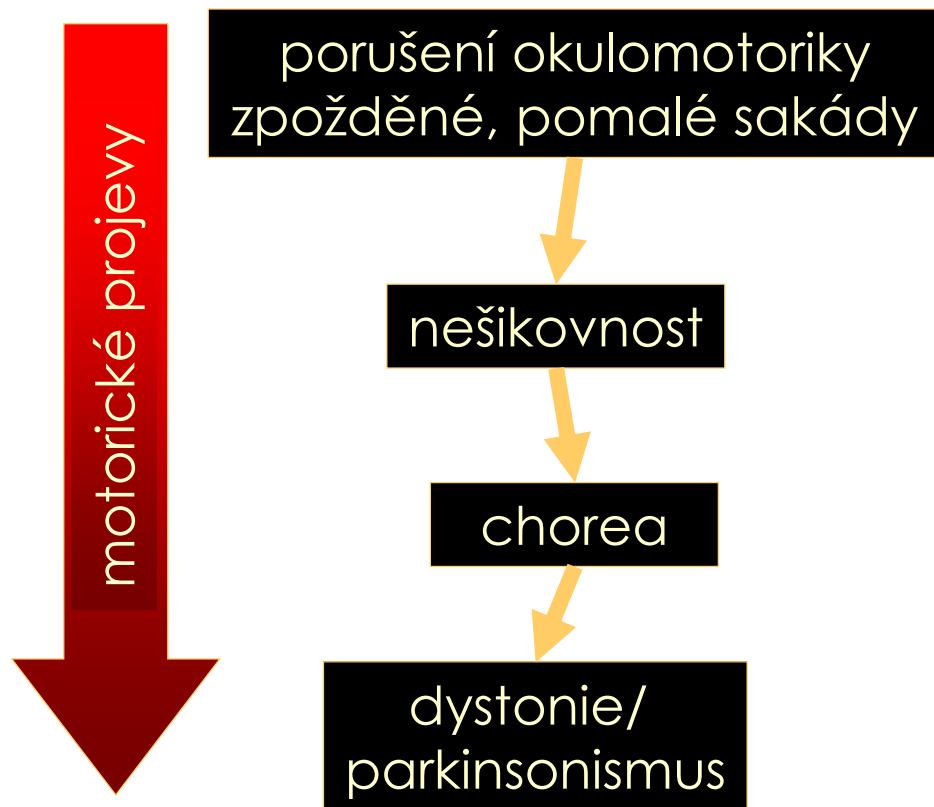 motorické projevy
porušení okulomotoriky
zpožděné, pomalé sakády
nešikovnost
chorea
dystonie/
parkinsonismus